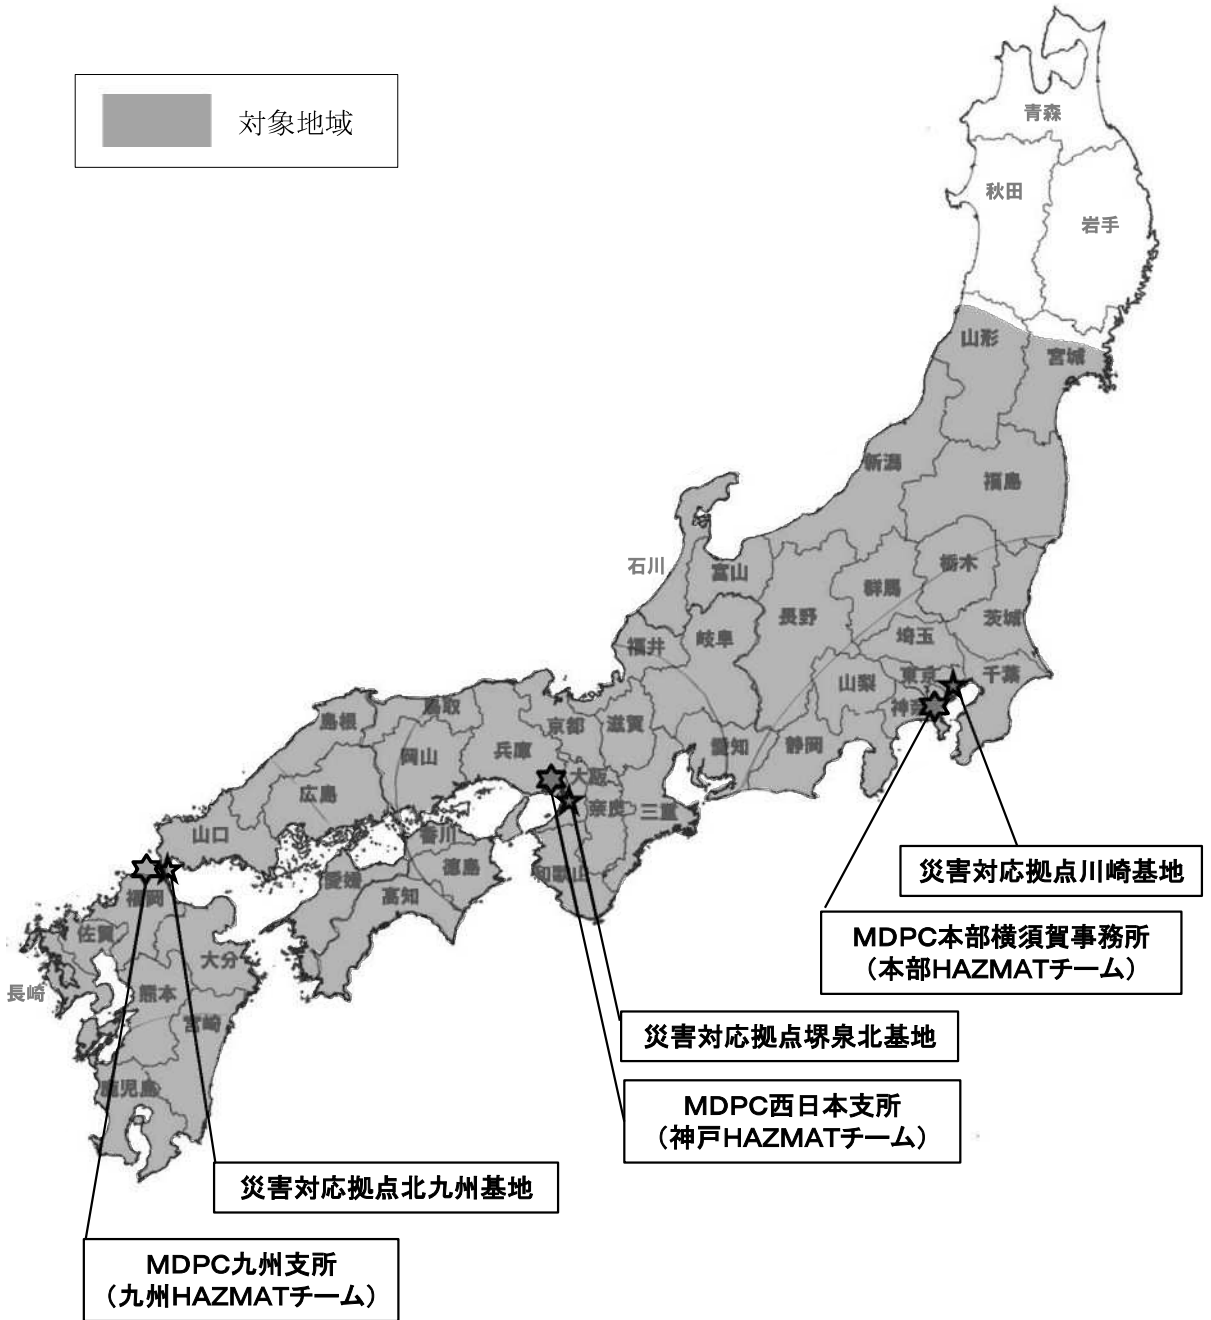 対象地域
青森
秋田
岩手
山形
宮城
新潟
福島
石川
富山
栃木
群馬
長野
茨城
福井
岐阜
埼玉
山梨
東京
千葉
神奈
島根
鳥取
京都
滋賀
兵庫
岡山
愛知
静岡
大阪
広島
奈良
三重
山口
香川
徳島
愛媛
和歌山
高知
福岡
佐賀
大分
長崎
熊本
宮崎
鹿児島
災害対応拠点川崎基地
MDPC本部横須賀事務所
（本部HAZMATチーム）
災害対応拠点堺泉北基地
MDPC西日本支所
（神戸HAZMATチーム）
災害対応拠点北九州基地
MDPC九州支所
（九州HAZMATチーム）